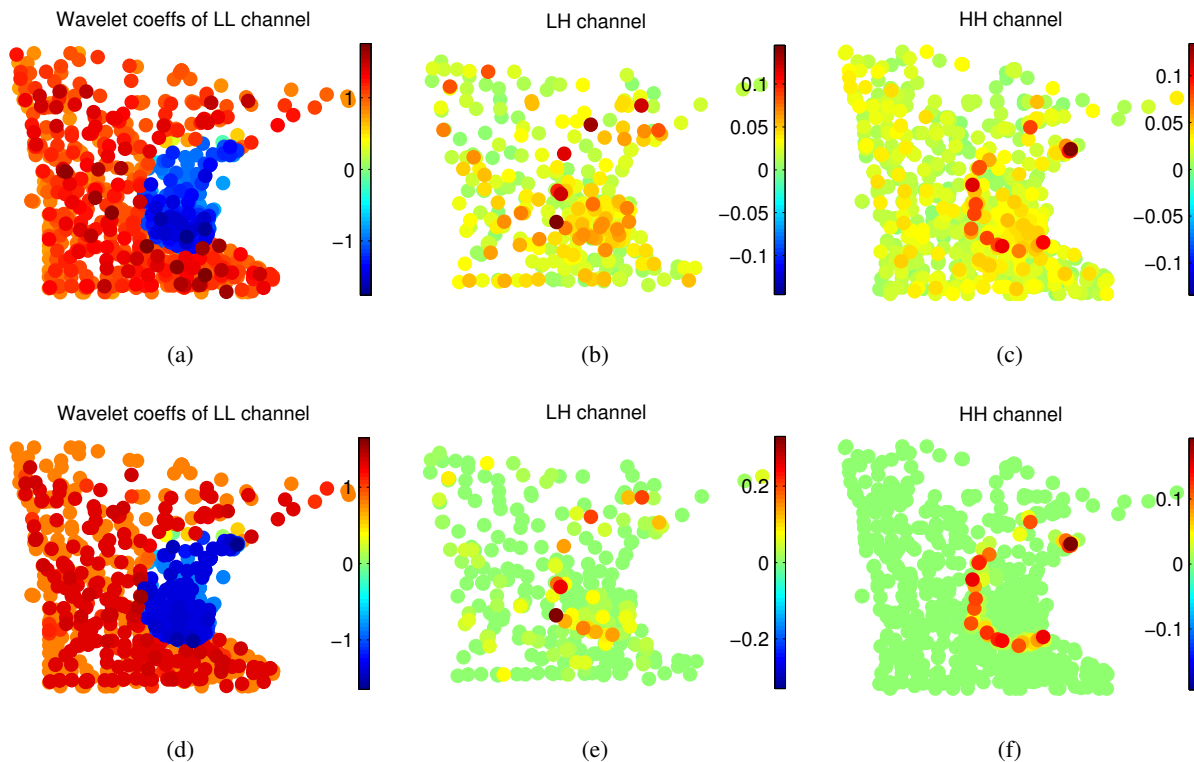 Wavelet coeffs of LL channel
1
0
−1
(a)
LH channel
0.1
0.05
0
−0.05
−0.1
(b)
HH channel
0.1
0.05
0
−0.05
−0.1
(c)
Wavelet coeffs of LL channel
1
0
−1
(d)
LH channel
0.2
0
−0.2
(e)
HH channel
0.1
0
−0.1
(f)